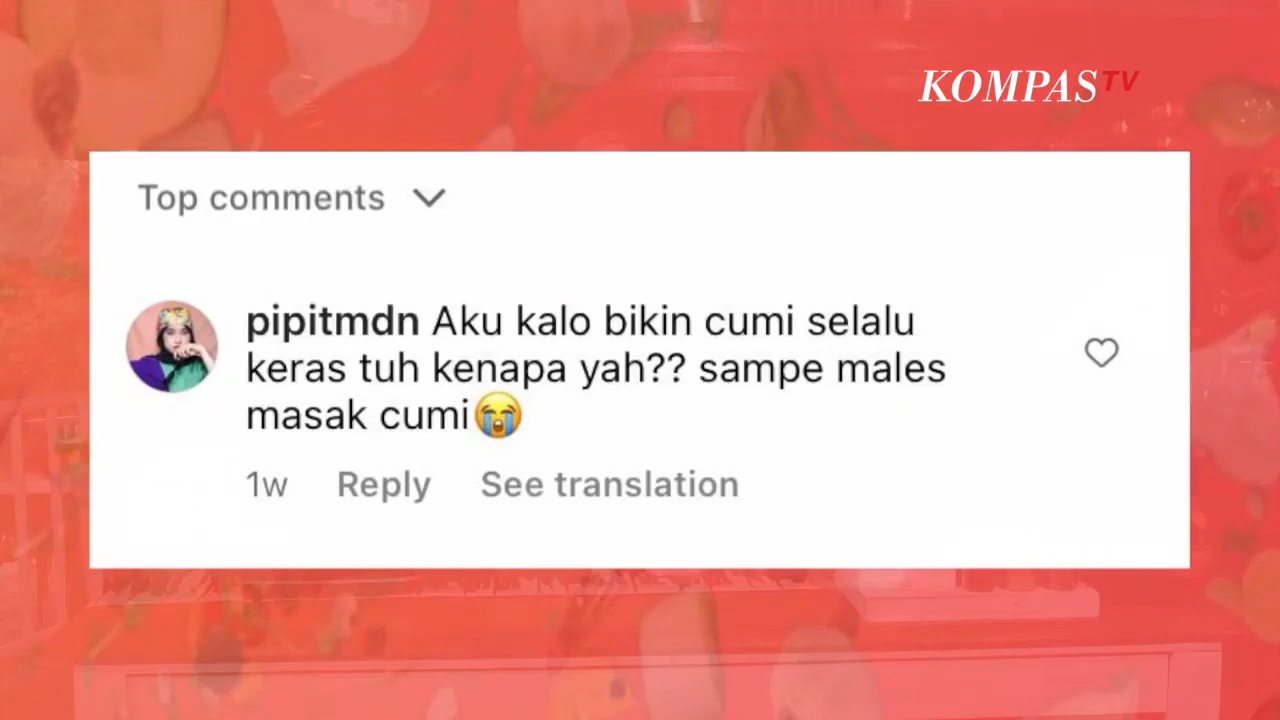 KOMPASTV
Top comments
pipitmdn Aku kalo bikin cumi selalu
keras tuh kenapa yah?? sampe males
masak cumi😭
1w Reply See translation